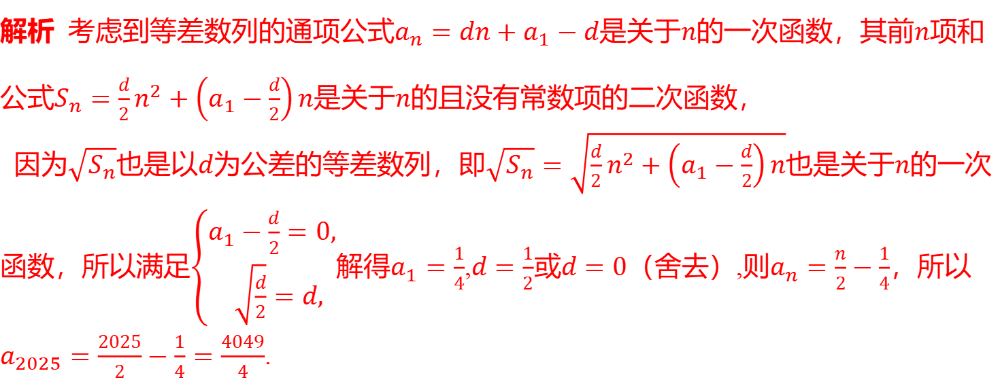 解析 考虑到等差数列的通项公式$a_n = dn + a_1 - d$是关于$n$的一次函数，其前$n$项和
公式$S_n = \frac{d}{2}n^2 + \left(a_1 - \frac{d}{2}\right)n$是关于$n$的且没有常数项的二次函数，
因为$\sqrt{S_n}$也是以$d$为公差的等差数列，即$\sqrt{S_n} = \sqrt{\frac{d}{2}n^2 + \left(a_1 - \frac{d}{2}\right)n}$也是关于$n$的一次
函数，所以满足$\begin{cases} a_1 - \frac{d}{2} = 0, \\ \sqrt{\frac{d}{2}} = d, \end{cases}$解得$a_1 = \frac{1}{4}, d = \frac{1}{2}$或$d = 0$（舍去）,则$a_n = \frac{n}{2} - \frac{1}{4}$，所以
$a_{2025} = \frac{2025}{2} - \frac{1}{4} = \frac{4049}{4}$.